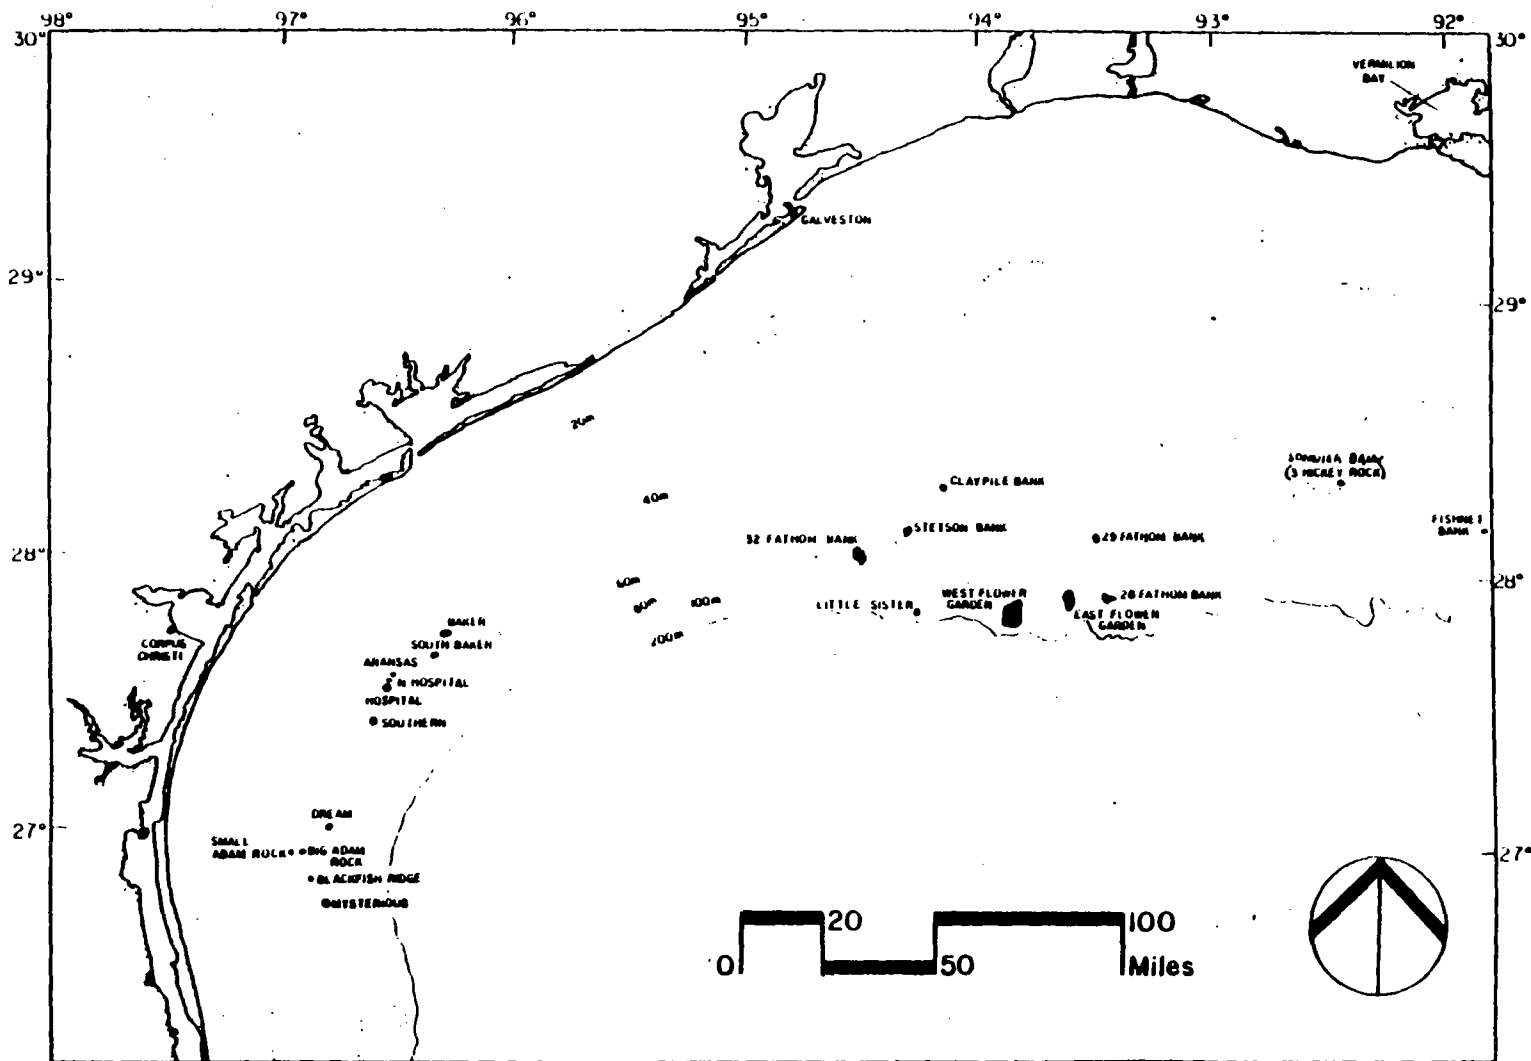 98° 97° 96° 95° 94° 93° 92°
30° 30°
VERMILION
BAY
GALVESTON
29° 29°
20m
(3 HICKEY ROCK)
CLAYPILE BANK
40m
STETSON BANK
FISHNET
BANK
32 FATHOM BANK
29 FATHOM BANK
28° 28°
60m
80m
100m
200m
WEST FLOWER
GARDEN
28 FATHOM BANK
LITTLE SISTER
EAST FLOWER
GARDEN
BAKER
SOUTH BAKER
CORPUS
CHRISTI
ARANSAS
N HOSPITAL
HOSPITAL
SOUTHERN
DREAM
27° 27°
SMALL
ADAM ROCK
BIG ADAM
ROCK
BLACKFISH RIDGE
MYSTERIOUS
20 100
0 50 Miles